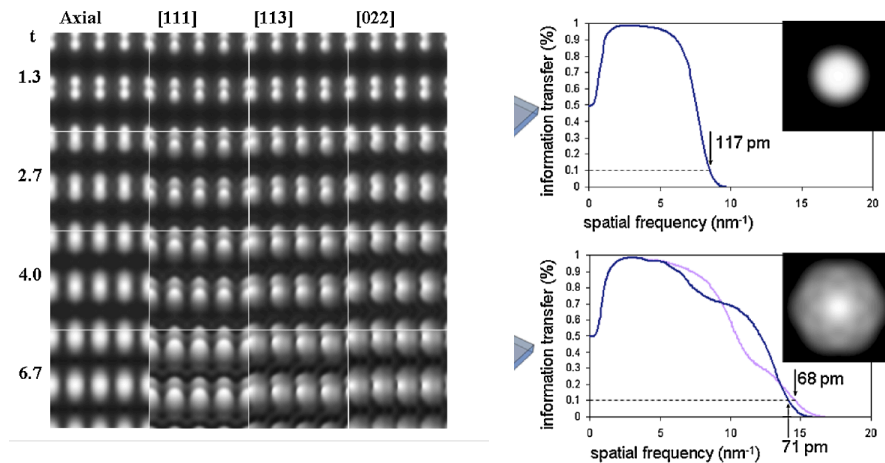 Axial [111] [113] [022]
t
1.3
2.7
4.0
6.7
information transfer (%)
1
0.9
0.8
0.7
0.6
0.5
0.4
0.3
0.2
0.1
0
117 pm
0 5 10 15 20
spatial frequency (nm-1)
information transfer (%)
1
0.9
0.8
0.7
0.6
0.5
0.4
0.3
0.2
0.1
0
68 pm
0 5 10 15 20
71 pm
spatial frequency (nm-1)